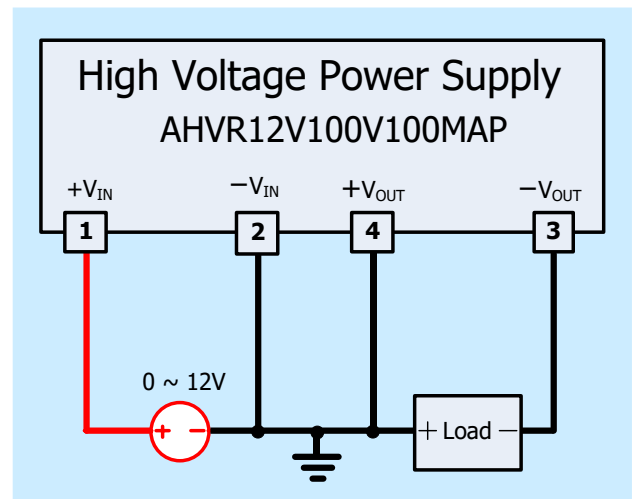 High Voltage Power Supply
AHVR12V100V100MAP
+VIN −VIN +VOUT −VOUT
1 2 4 3
0 ~ 12V
+ −
+ Load −